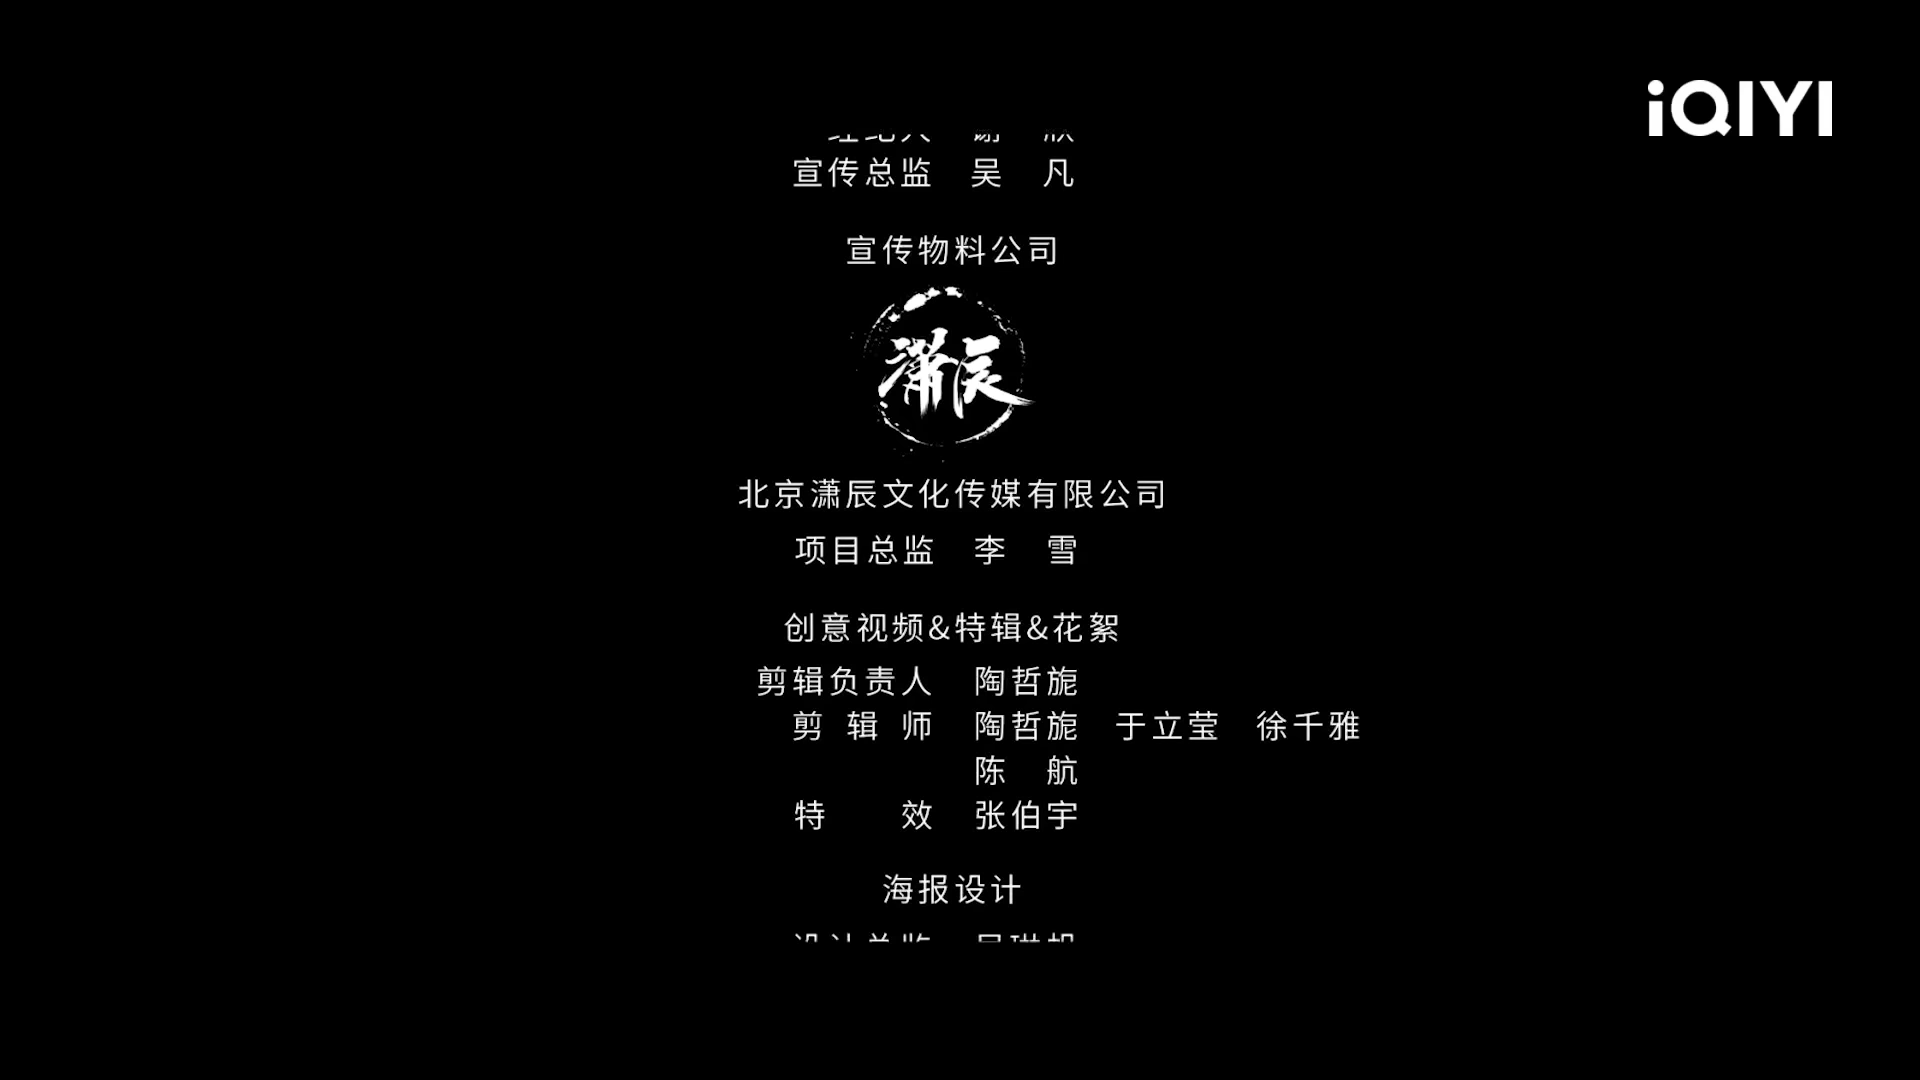 iQIYI
宣传总监 吴 凡
宣传物料公司
潇辰
北京潇辰文化传媒有限公司
项目总监 李 雪
创意视频&特辑&花絮
剪辑负责人 陶哲旎
剪 辑 师 陶哲旎 于立莹 徐千雅
陈 航
特 效 张伯宇
海报设计